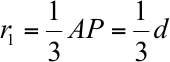 r₁ = 1/3 AP = 1/3 d